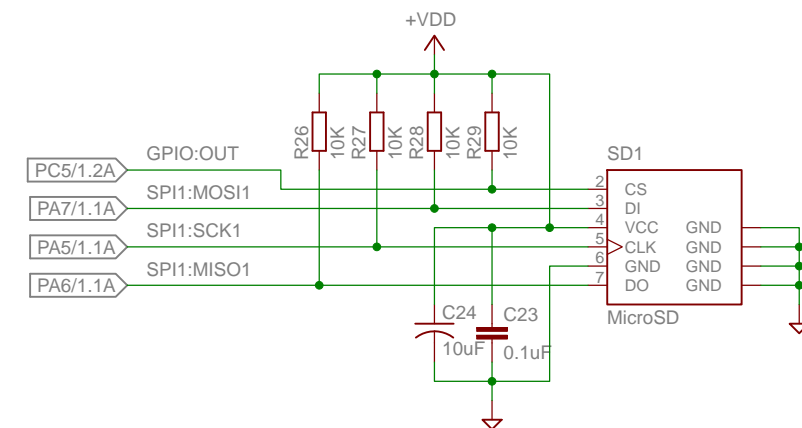 +VDD
R26
10K
R27
10K
R28
10K
R29
10K
PC5/1.2A
GPIO:OUT
PA7/1.1A
SPI1:MOSI1
PA5/1.1A
SPI1:SCK1
PA6/1.1A
SPI1:MISO1
SD1
2 CS
3 DI
4 VCC GND
5 CLK GND
6 GND GND
7 DO GND
MicroSD
C24
10uF
C23
0.1uF